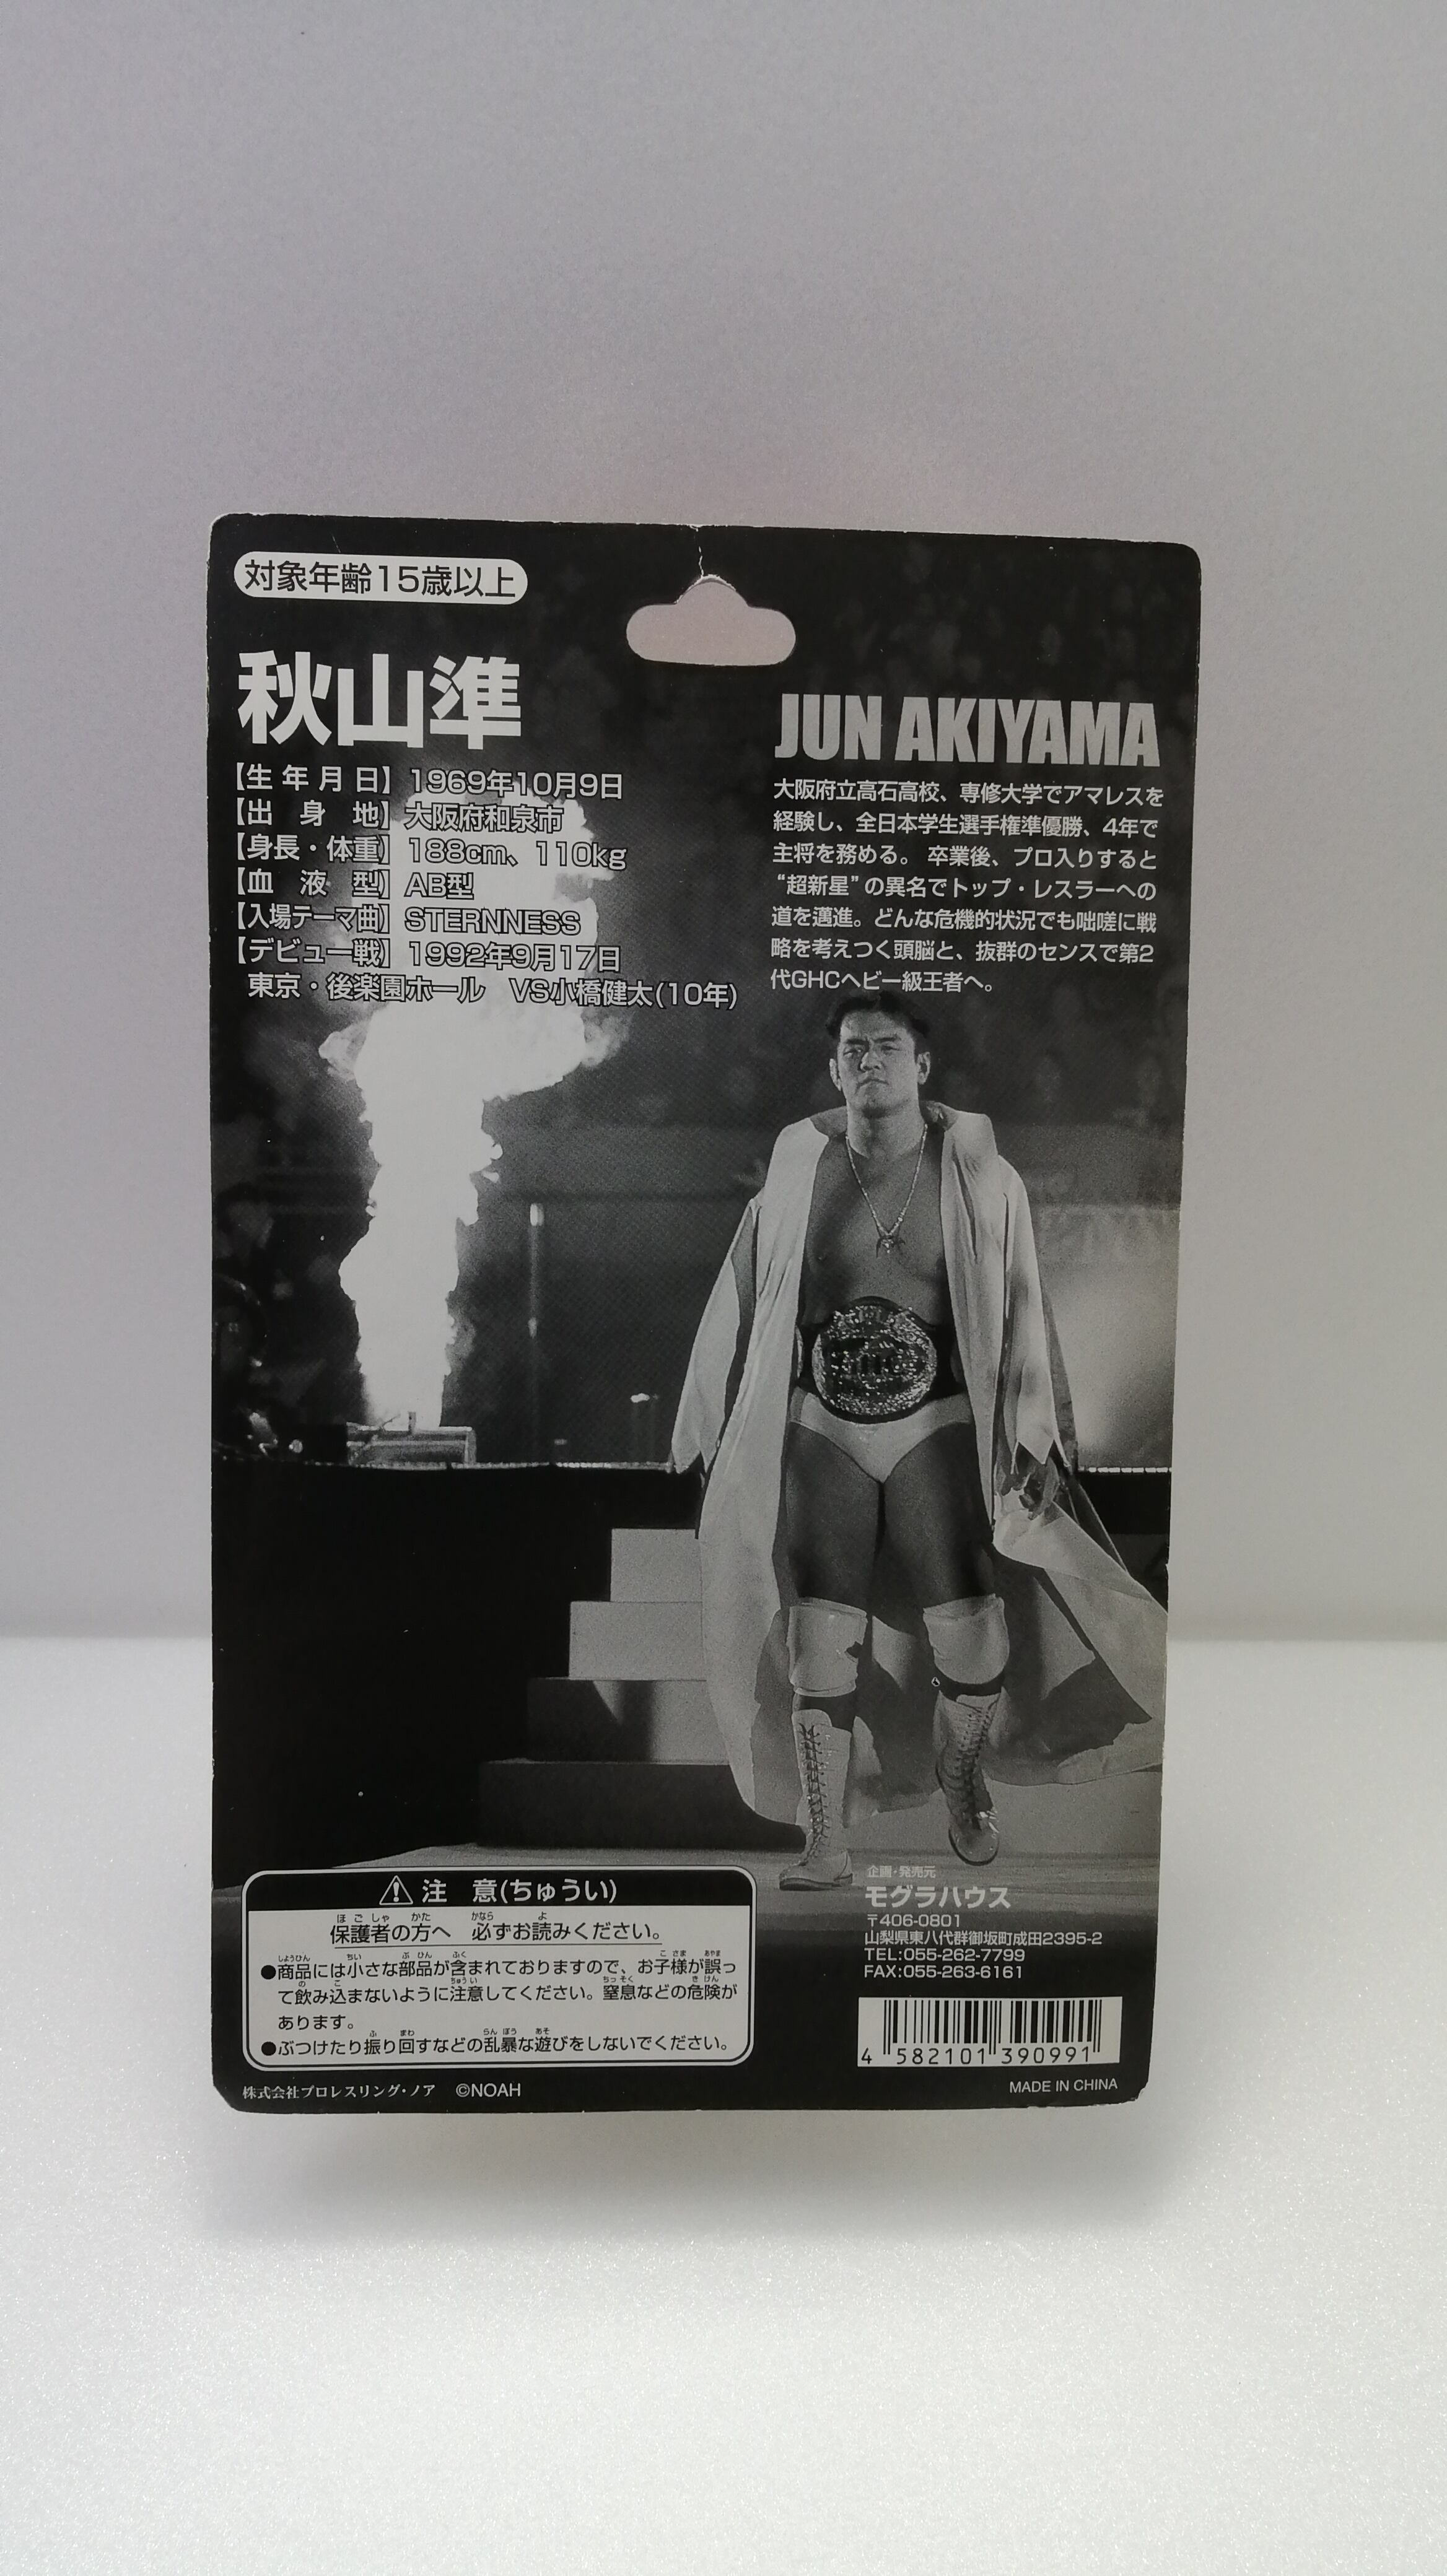 対象年齢15歳以上
秋山準
【生年月日】1969年10月9日
【出身地】大阪府和泉市
【身長・体重】188cm、110kg
【血液型】AB型
【入場テーマ曲】STERNNESS
【デビュー戦】1992年9月17日
東京・後楽園ホール VS小橋健太(10年)
JUN AKIYAMA
大阪府立高石高校、専修大学でアマレスを
経験し、全日本学生選手権準優勝、4年で
主将を務める。卒業後、プロ入りすると
“超新星”の異名でトップ・レスラーへの
道を邁進。どんな危機的状況でも咄嗟に戦
略を考えつく頭脳と、抜群のセンスで第2
代GHCヘビー級王者へ。
注 意(ちゅうい)
保護者の方へ 必ずお読みください。
●商品には小さな部品が含まれておりますので、お子様が誤っ
て飲み込まないように注意してください。窒息などの危険が
あります。
●ぶつけたり振り回すなどの乱暴な遊びをしないでください。
株式会社プロレスリング・ノア ©NOAH
企画・発売元
モグラハウス
〒406-0801
山梨県東八代群御坂町成田2395-2
TEL:055-262-7799
FAX:055-263-6161
4 582101 390991
MADE IN CHINA